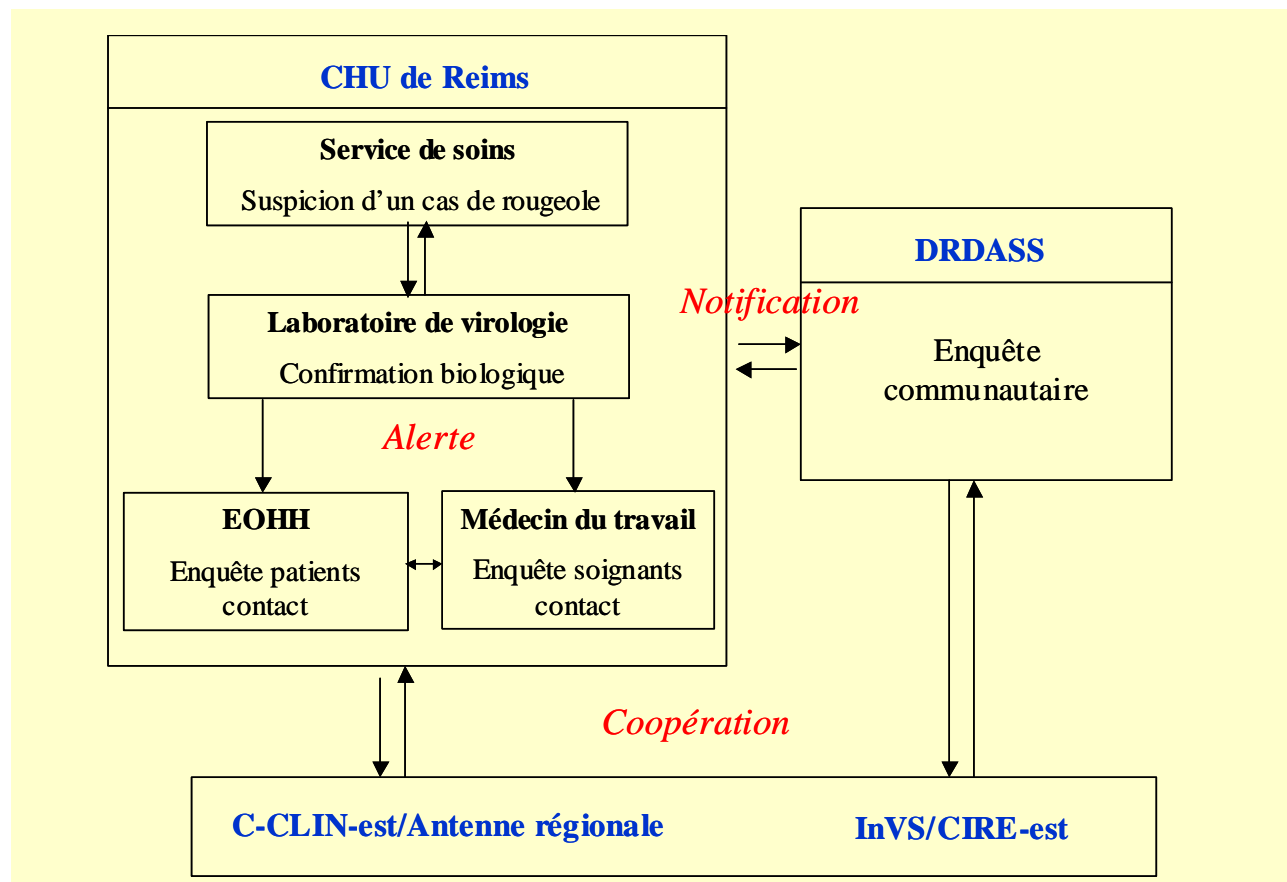 CHU de Reims
Service de soins
Suspicion d’un cas de rougeole
Laboratoire de virologie
Confirmation biologique
Alerte
EOHH
Enquête patients
contact
Médecin du travail
Enquête soignants
contact
Notification
DRDASS
Enquête
communautaire
Coopération
C-CLIN-est/Antenne régionale
InVS/CIRE-est